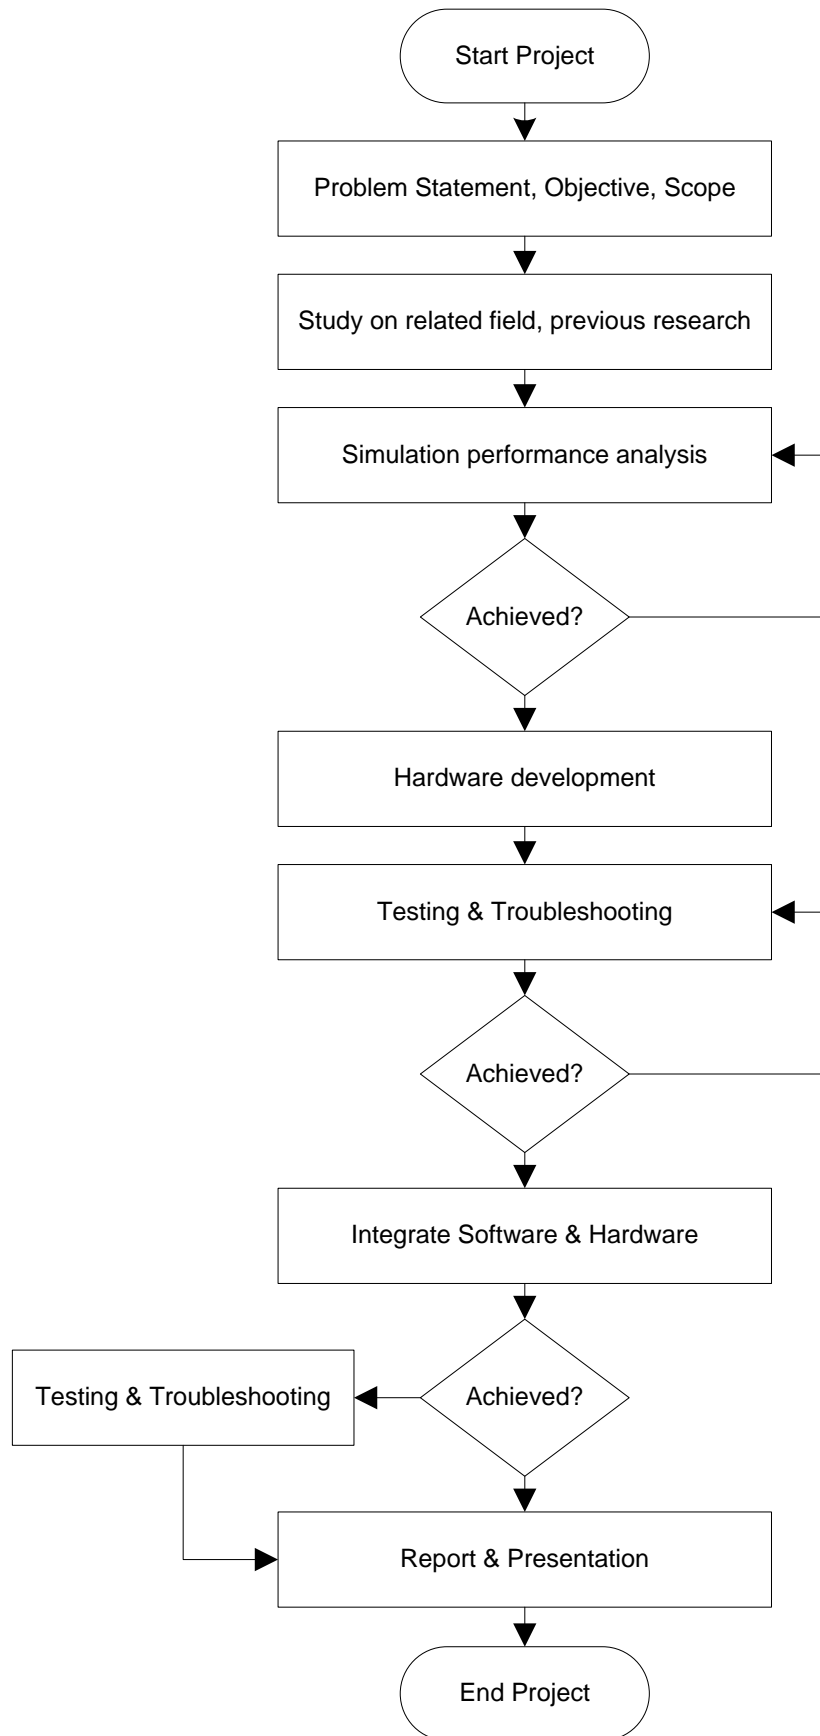 Start Project
Problem Statement, Objective, Scope
Study on related field, previous research
Simulation performance analysis
Achieved?
Hardware development
Testing & Troubleshooting
Achieved?
Integrate Software & Hardware
Testing & Troubleshooting
Achieved?
Report & Presentation
End Project